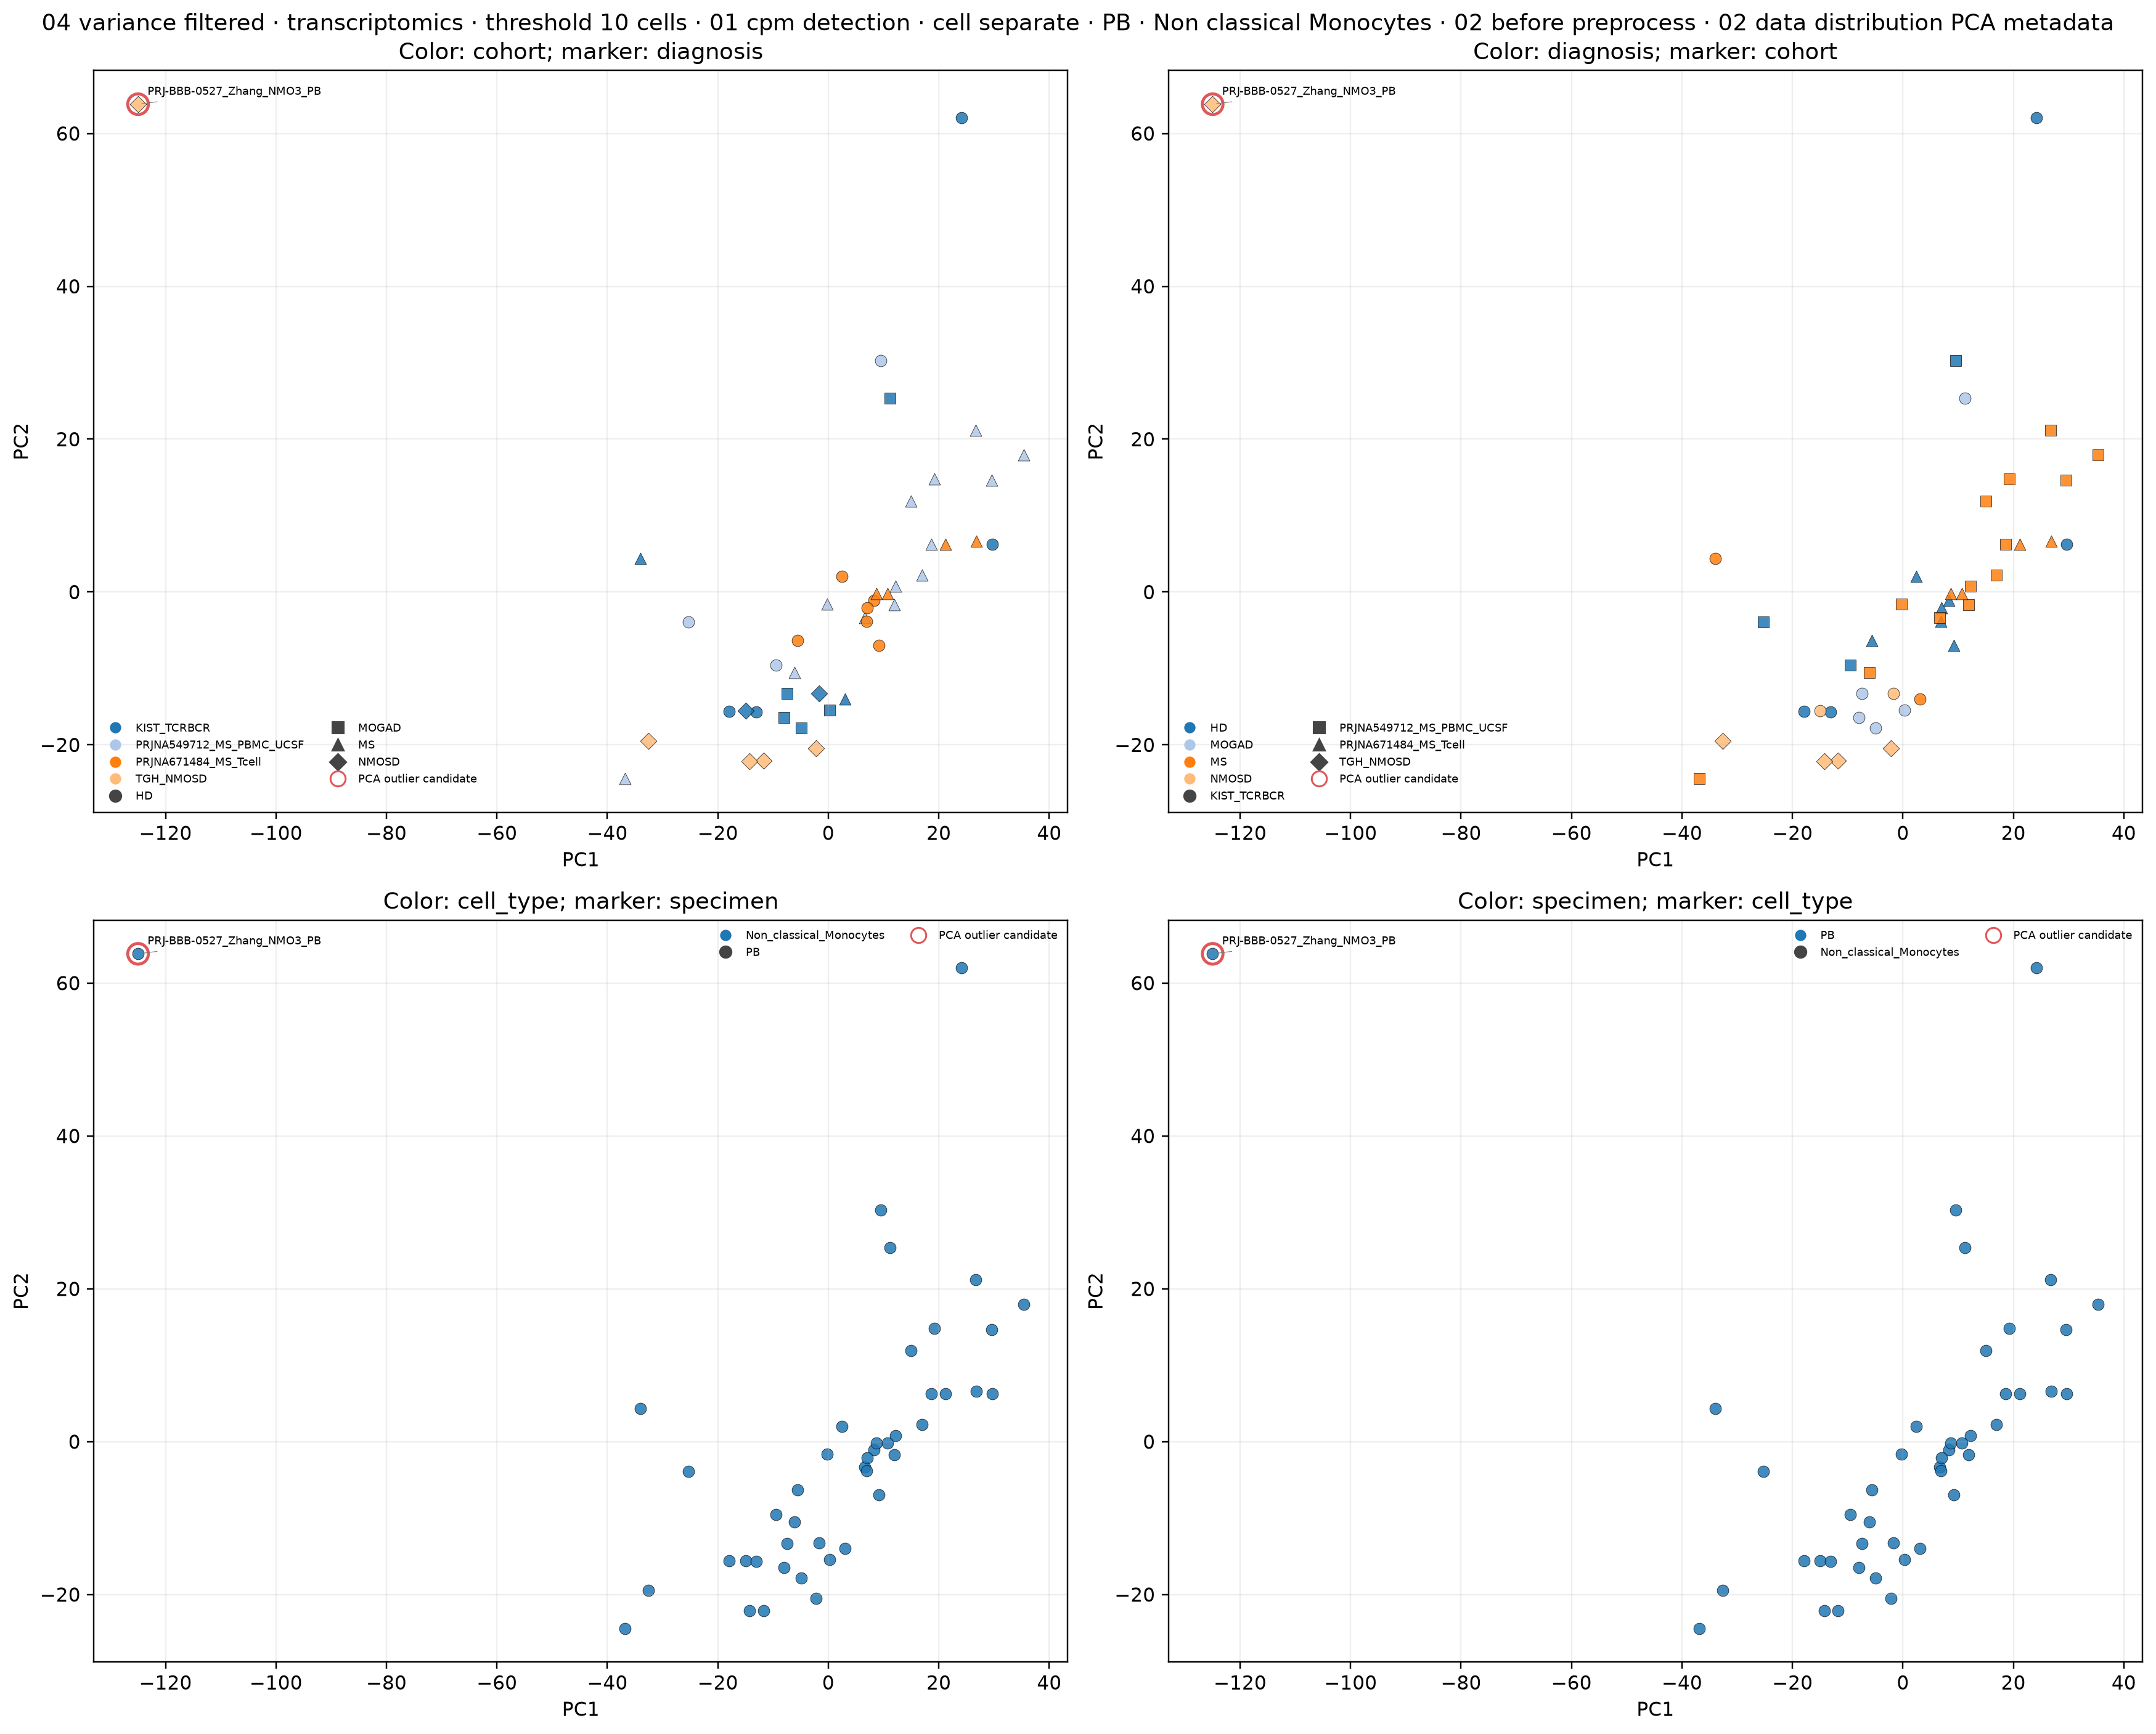 04 variance filtered · transcriptomics · threshold 10 cells · 01 cpm detection · cell separate · PB · Non classical Monocytes · 02 before preprocess · 02 data distribution PCA metadata
Color: cohort; marker: diagnosis
PRJ-BBB-0527_Zhang_NMO3_PB
60
40
20
0
−20
PC2
KIST_TCRBCR
PRJNA549712_MS_PBMC_UCSF
PRJNA671484_MS_Tcell
TGH_NMOSD
HD
MOGAD
MS
NMOSD
PCA outlier candidate
−120 −100 −80 −60 −40 −20 0 20 40
PC1
Color: diagnosis; marker: cohort
PRJ-BBB-0527_Zhang_NMO3_PB
60
40
20
0
−20
PC2
HD
MOGAD
MS
NMOSD
KIST_TCRBCR
PRJNA549712_MS_PBMC_UCSF
PRJNA671484_MS_Tcell
TGH_NMOSD
PCA outlier candidate
−120 −100 −80 −60 −40 −20 0 20 40
PC1
Color: cell_type; marker: specimen
PRJ-BBB-0527_Zhang_NMO3_PB
Non_classical_Monocytes
PB
PCA outlier candidate
60
40
20
0
−20
PC2
−120 −100 −80 −60 −40 −20 0 20 40
PC1
Color: specimen; marker: cell_type
PRJ-BBB-0527_Zhang_NMO3_PB
PB
Non_classical_Monocytes
PCA outlier candidate
60
40
20
0
−20
PC2
−120 −100 −80 −60 −40 −20 0 20 40
PC1